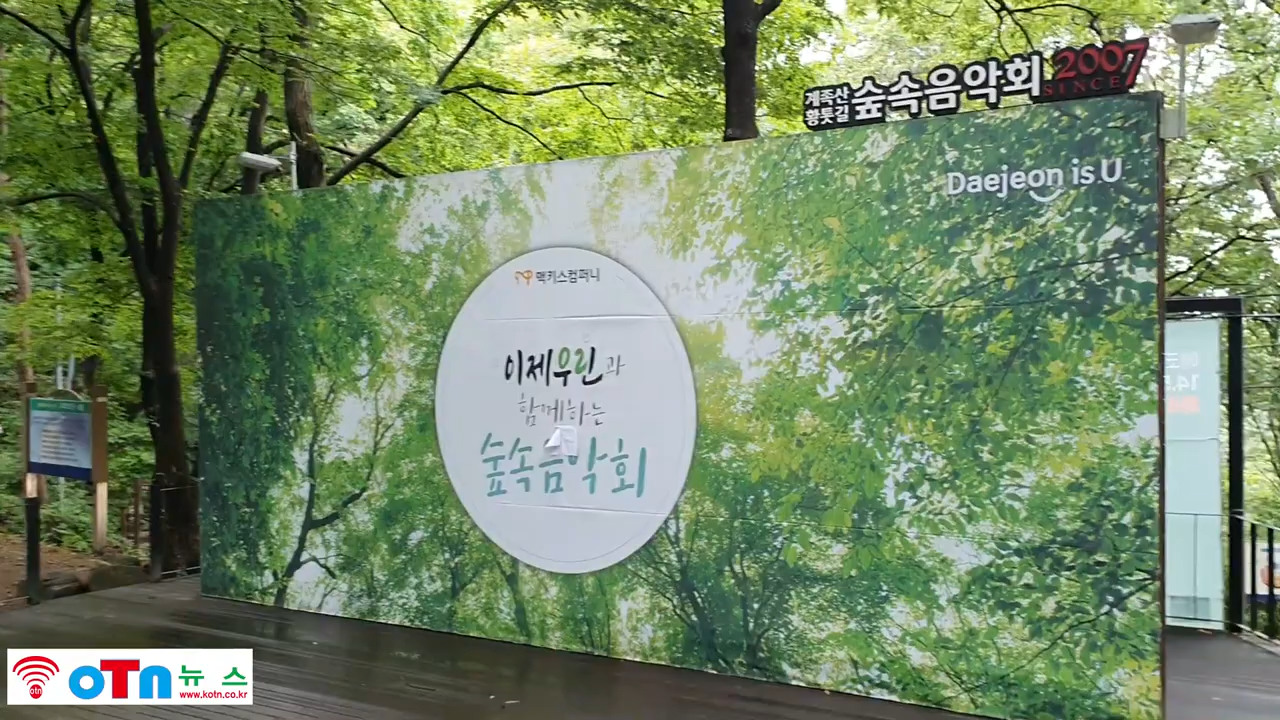 계족산
황톳길
숲속음악회
2007
SINCE
Daejeon is U
맥키스컴퍼니
이제우린과
함께하는
숲속음악회
otn
OTN 뉴스
www.kotn.co.kr